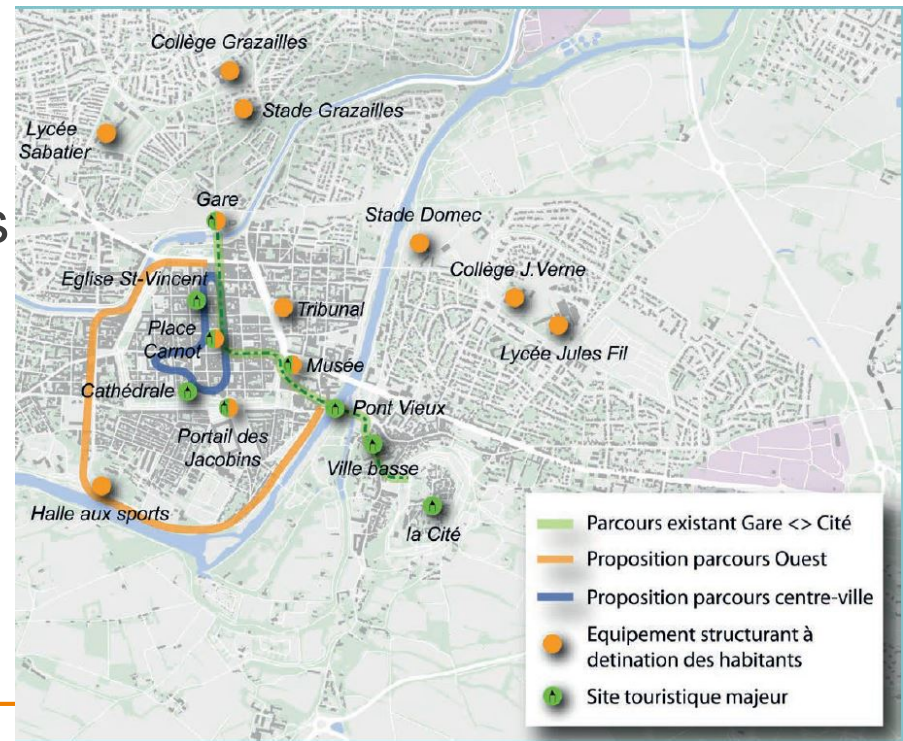 Collège Grazailles
Stade Grazailles
Lycée
Sabatier
Gare
S
Stade Domec
Collège J.Verne
Eglise St-Vincent
Tribunal
Place
Carnot
Lycée Jules Fil
Musée
Cathédrale
Pont Vieux
Portail des
Jacobins
Ville basse
Halle aux sports
la Cité
Parcours existant Gare <> Cité
Proposition parcours Ouest
Proposition parcours centre-ville
Equipement structurant à
detination des habitants
Site touristique majeur